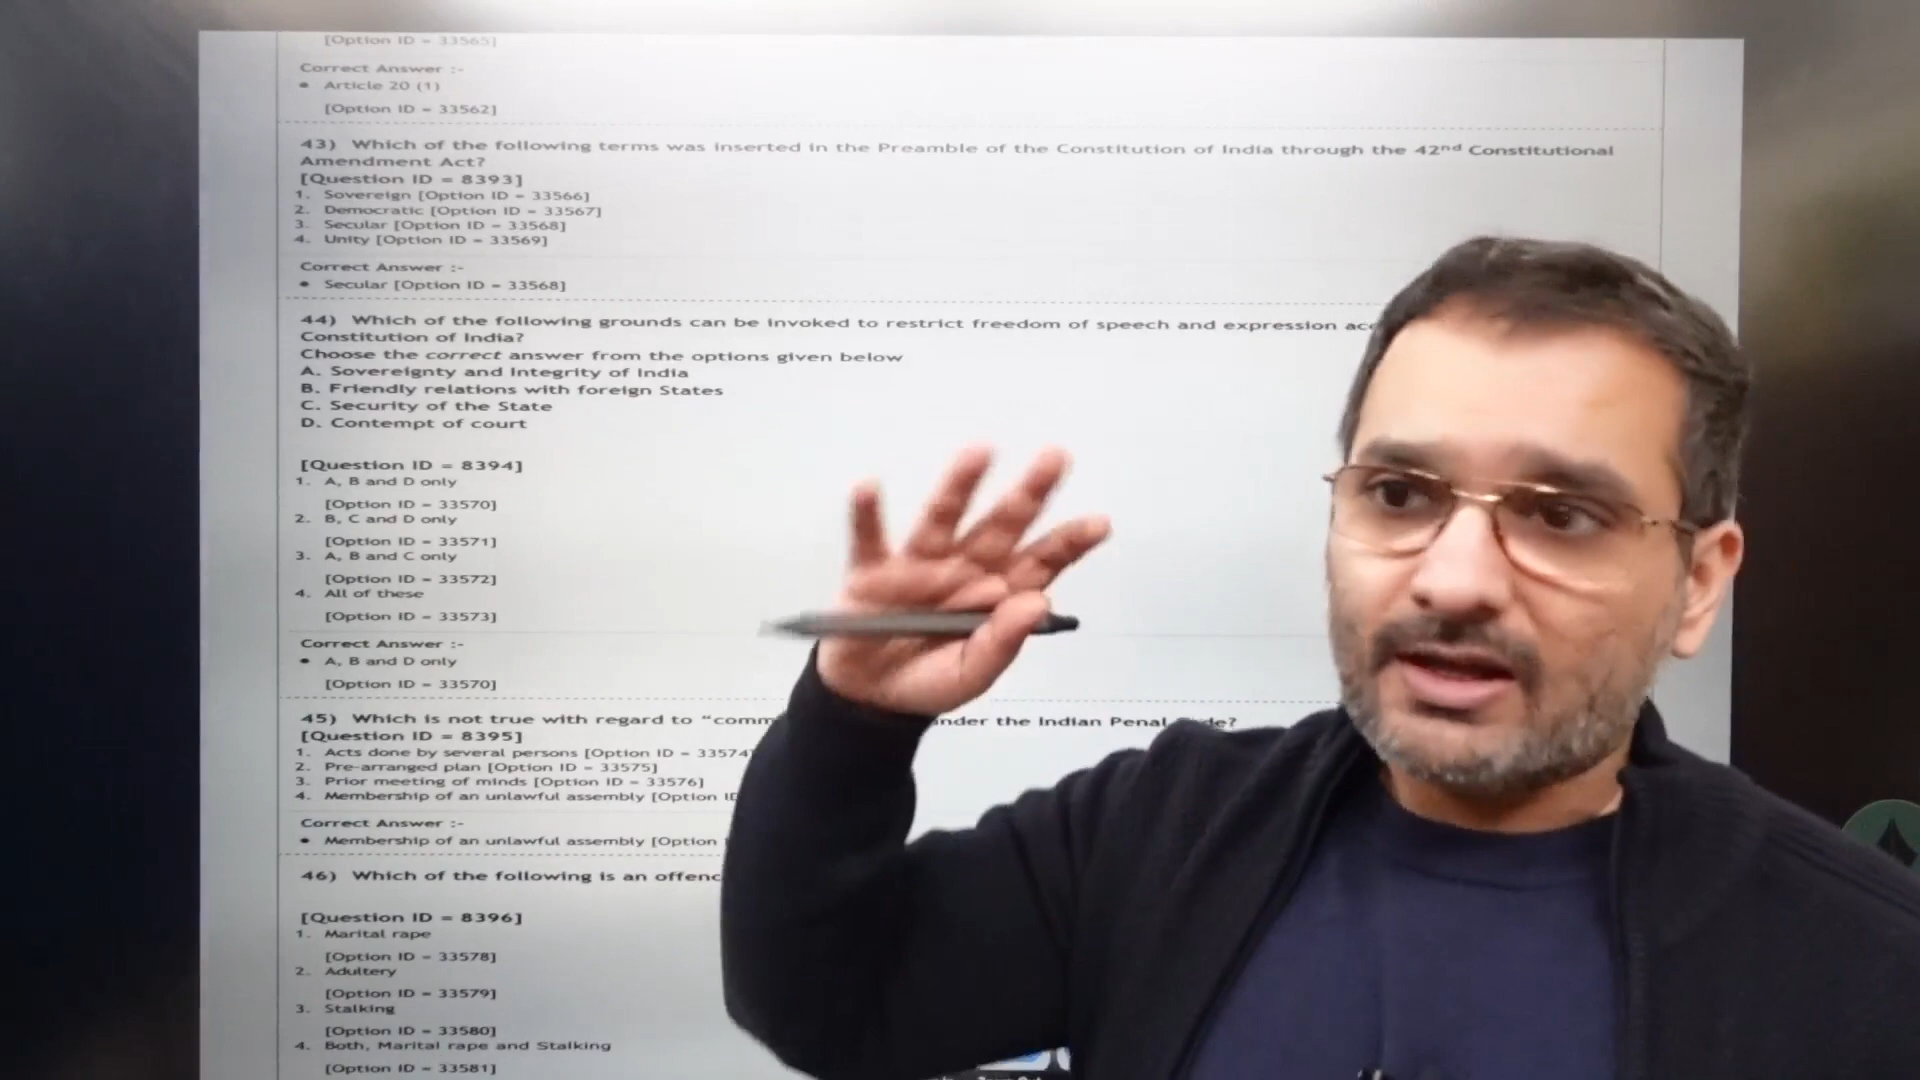 [Option ID = 33565]
Correct Answer :-
• Article 20 (1)
[Option ID = 33562]
43) Which of the following terms was inserted in the Preamble of the Constitution of India through the 42nd Constitutional
Amendment Act?
[Question ID = 8393]
1. Sovereign [Option ID = 33566]
2. Democratic [Option ID = 33567]
3. Secular [Option ID = 33568]
4. Unity [Option ID = 33569]
Correct Answer :-
• Secular [Option ID = 33568]
44) Which of the following grounds can be invoked to restrict freedom of speech and expression
Constitution of India?
Choose the correct answer from the options given below
A. Sovereignty and Integrity of India
B. Friendly relations with foreign States
C. Security of the State
D. Contempt of court
[Question ID = 8394]
1. A, B and D only
[Option ID = 33570]
2. B, C and D only
[Option ID = 33571]
3. A, B and C only
[Option ID = 33572]
4. All of these
[Option ID = 33573]
Correct Answer :-
• A, B and D only
[Option ID = 33570]
45) Which is not true with regard to "comm under the Indian Penal
[Question ID = 8395]
1. Acts done by several persons [Option ID = 33574]
2. Pre-arranged plan [Option ID = 33575]
3. Prior meeting of minds [Option ID = 33576]
4. Membership of an unlawful assembly [Option ID
Correct Answer :-
• Membership of an unlawful assembly [Option
46) Which of the following is an offenc
[Question ID = 8396]
1. Marital rape
[Option ID = 33578]
2. Adultery
[Option ID = 33579]
3. Stalking
[Option ID = 33580]
4. Both, Marital rape and Stalking
[Option ID = 33581]